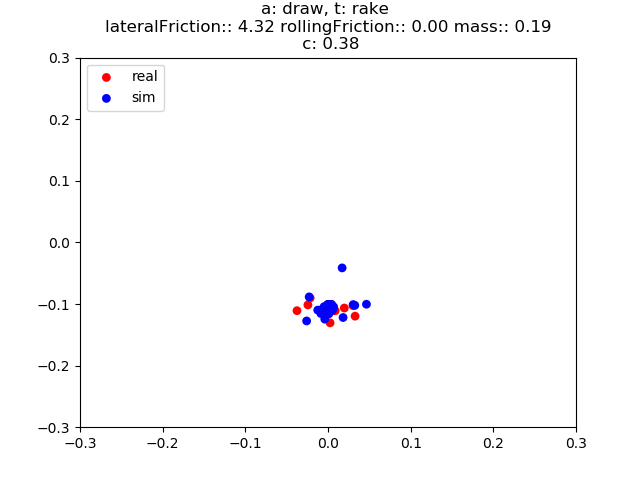 a: draw, t: rake
lateralFriction:: 4.32 rollingFriction:: 0.00 mass:: 0.19
c: 0.38
real
sim
0.3
0.2
0.1
0.0
−0.1
−0.2
−0.3
−0.3 −0.2 −0.1 0.0 0.1 0.2 0.3